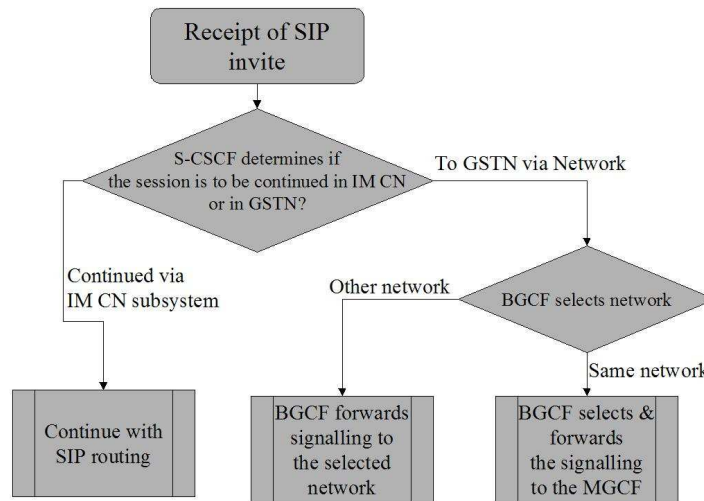 Receipt of SIP
invite
S-CSCF determines if
the session is to be continued in IM CN
or in GSTN?
To GSTN via Network
Continued via
IM CN subsystem
Other network
BGCF selects network
Same network
Continue with
SIP routing
BGCF forwards
signalling to
the selected
network
BGCF selects &
forwards
the signalling
to the MGCF